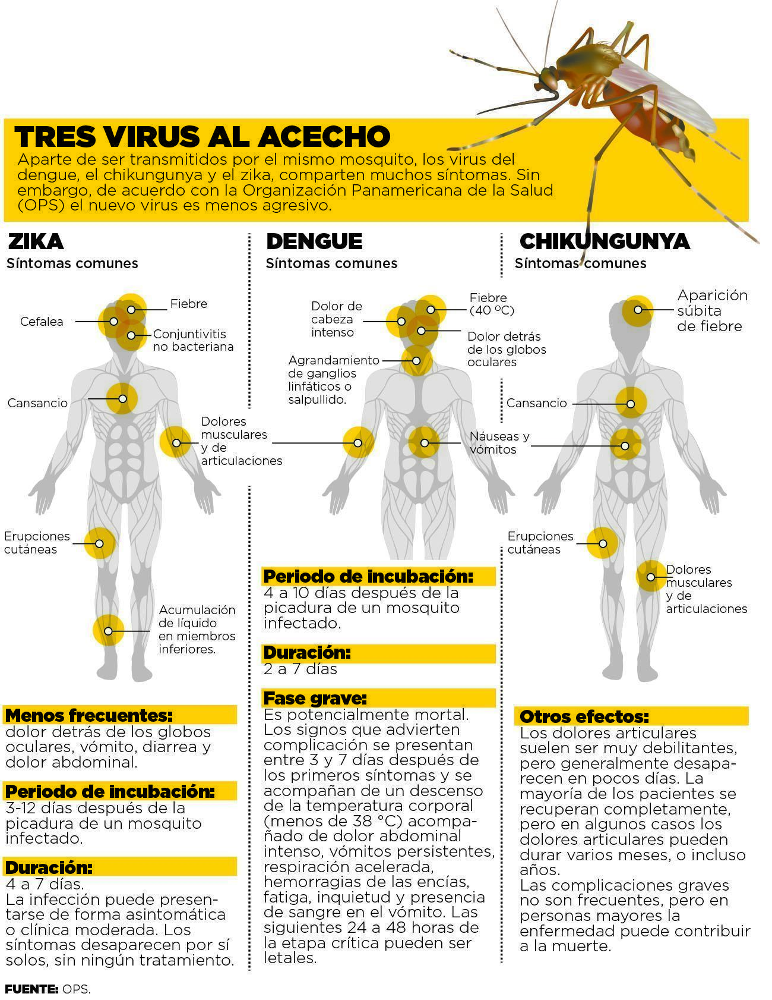 TRES VIRUS AL ACECHO
Aparte de ser transmitidos por el mismo mosquito, los virus del
dengue, el chikungunya y el zika, comparten muchos síntomas. Sin
embargo, de acuerdo con la Organización Panamericana de la Salud
(OPS) el nuevo virus es menos agresivo.
ZIKA
Síntomas comunes
Fiebre
Cefalea
Conjuntivitis
no bacteriana
Cansancio
Dolores
musculares
y de
articulaciones
Erupciones
cutáneas
Acumulación
de líquido
en miembros
inferiores.
Menos frecuentes:
dolor detrás de los globos
oculares, vómito, diarrea y
dolor abdominal.
Periodo de incubación:
3-12 días después de la
picadura de un mosquito
infectado.
Duración:
4 a 7 días.
La infección puede presen-
tarse de forma asintomática
o clínica moderada. Los
síntomas desaparecen por sí
solos, sin ningún tratamiento.
DENGUE
Síntomas comunes
Dolor de
cabeza
intenso
Fiebre
(40 ºC)
Dolor detrás
de los globos
oculares
Agrandamiento
de ganglios
linfáticos o
salpullido.
Náuseas y
vómitos
Periodo de incubación:
4 a 10 días después de la
picadura de un mosquito
infectado.
Duración:
2 a 7 días
Fase grave:
Es potencialmente mortal.
Los signos que advierten
complicación se presentan
entre 3 y 7 días después de
los primeros síntomas y se
acompañan de un descenso
de la temperatura corporal
(menos de 38 °C) acompa-
ñado de dolor abdominal
intenso, vómitos persistentes,
respiración acelerada,
hemorragias de las encías,
fatiga, inquietud y presencia
de sangre en el vómito. Las
siguientes 24 a 48 horas de
la etapa crítica pueden ser
letales.
CHIKUNGUNYA
Síntomas comunes
Aparición
súbita
de fiebre
Cansancio
Erupciones
cutáneas
Dolores
musculares
y de
articulaciones
Otros efectos:
Los dolores articulares
suelen ser muy debilitantes,
pero generalmente desapa-
recen en pocos días. La
mayoría de los pacientes se
recuperan completamente,
pero en algunos casos los
dolores articulares pueden
durar varios meses, o incluso
años.
Las complicaciones graves
no son frecuentes, pero en
personas mayores la
enfermedad puede contribuir
a la muerte.
FUENTE: OPS.